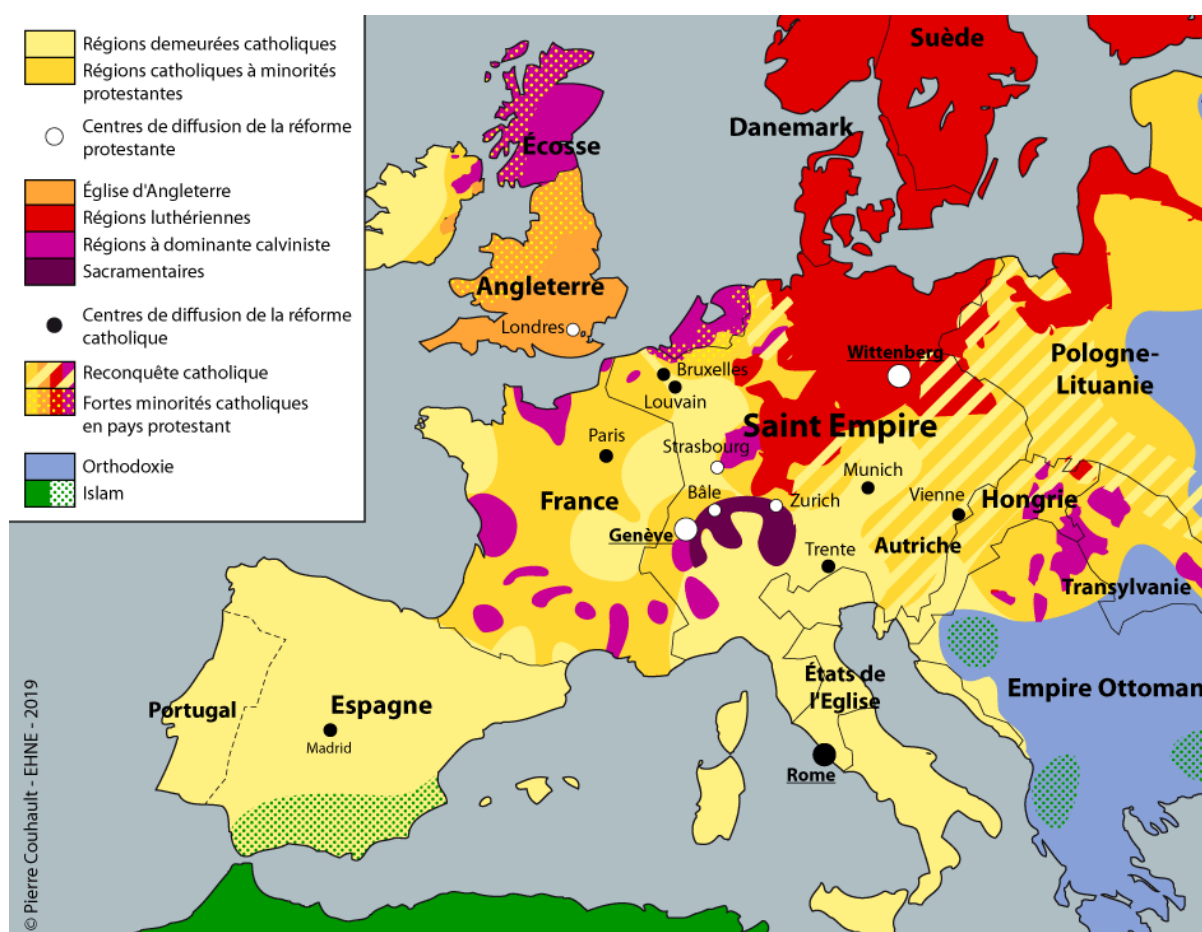 Régions demeurées catholiques
Régions catholiques à minorités
protestantes
Centres de diffusion de la réforme
protestante
Église d'Angleterre
Régions luthériennes
Régions à dominante calviniste
Sacramentaires
Centres de diffusion de la réforme
catholique
Reconquête catholique
Fortes minorités catholiques
en pays protestant
Orthodoxie
Islam
Suède
Danemark
Écosse
Angleterre
Londres
Bruxelles
Louvain
Wittenberg
Pologne-
Lituanie
Saint Empire
Paris
Strasbourg
Munich
Bâle
Zurich
Vienne
Hongrie
France
Genève
Trente
Autriche
Transylvanie
États de
l'Eglise
Empire Ottoman
Portugal
Espagne
Madrid
Rome
© Pierre Couhault - EHNE - 2019